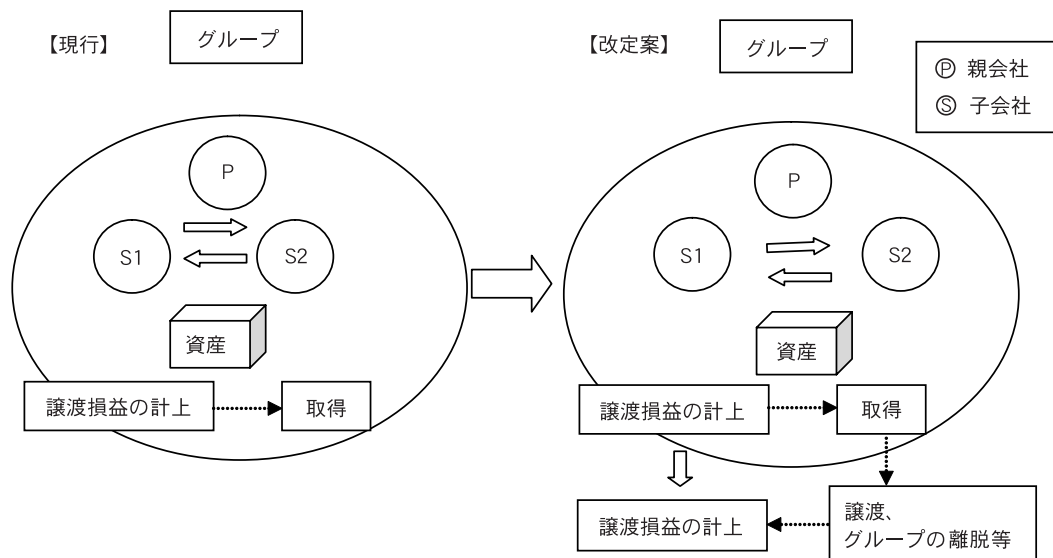 【現行】
グループ
P
S1
S2
資産
譲渡損益の計上
取得
【改定案】
グループ
Ⓟ 親会社
Ⓢ 子会社
P
S1
S2
資産
譲渡損益の計上
取得
譲渡損益の計上
譲渡、
グループの離脱等